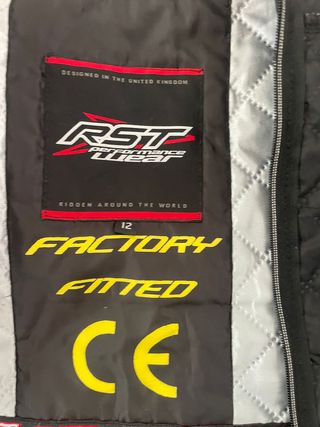 DESIGNED IN THE UNITED KINGDOM
RST
performance
wear
RIDDEN AROUND THE WORLD
12
FACTORY
FITTED
CE